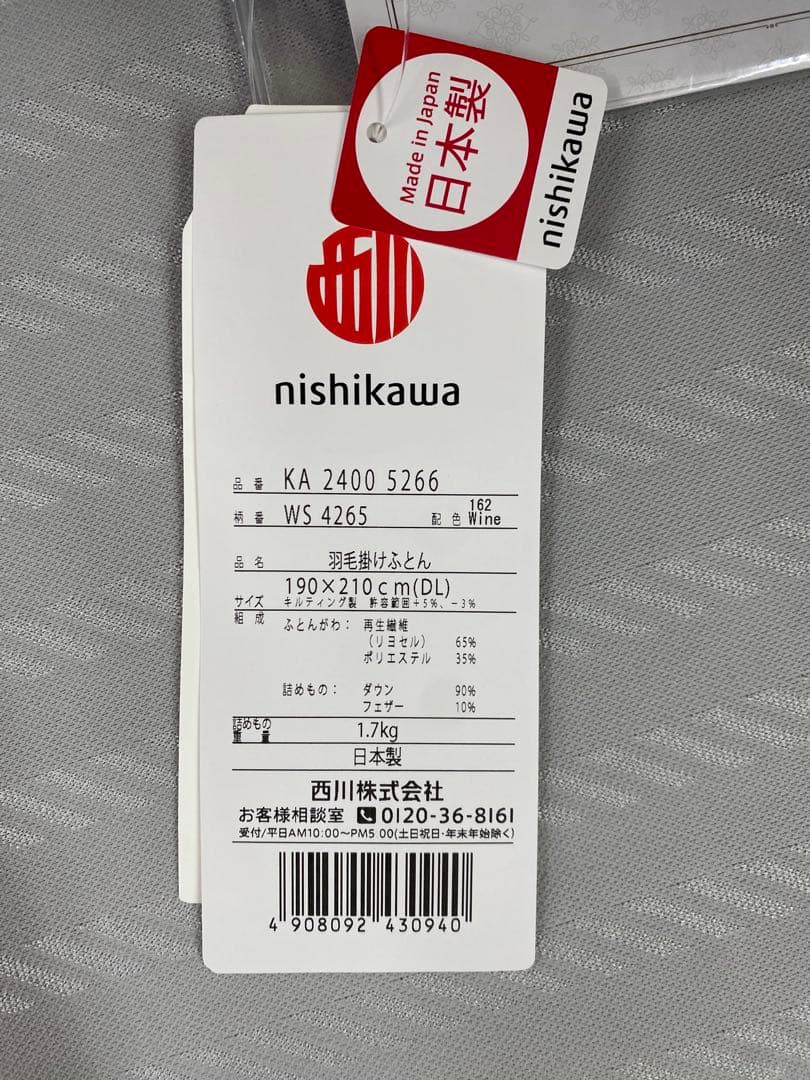 Made in Japan
日本製
nishikawa
西川
nishikawa
品番 KA 2400 5266
柄番 WS 4265 配色 162 Wine
品名 羽毛掛けふとん
サイズ 190×210cm(DL)
キルティング製 許容範囲+5%、-3%
組成 ふとんがわ: 再生繊維
(リヨセル) 65%
ポリエステル 35%
詰めもの: ダウン 90%
フェザー 10%
詰めもの重量 1.7kg
日本製
西川株式会社
お客様相談室 0120-36-8161
受付/平日AM10:00〜PM5 00(土日祝日・年末年始除く)
4 908092 430940